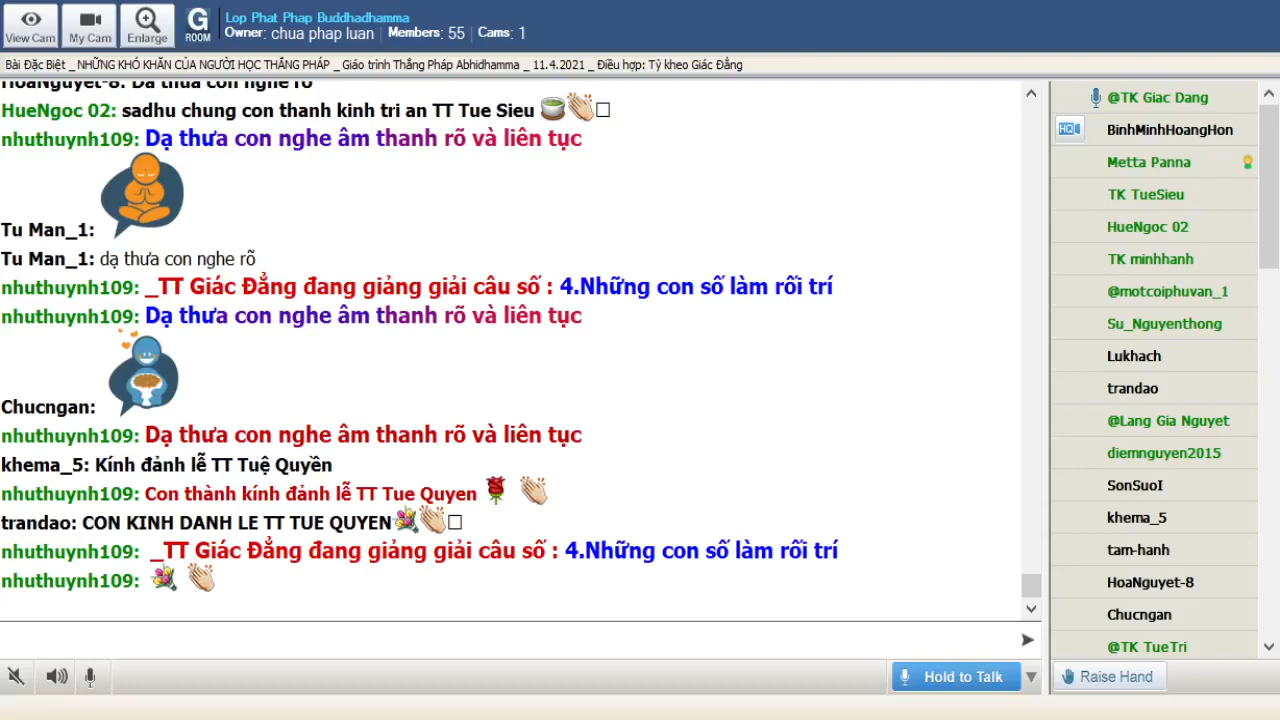 View Cam
My Cam
Enlarge
G
ROOM
Lop Phat Phap Buddhadhamma
Owner: chua phap luan Members: 55 Cams: 1
Bài Đặc Biệt _NHỮNG KHÓ KHĂN CỦA NGƯỜI HỌC THẮNG PHÁP _ Giáo trình Thắng Pháp Abhidhamma _ 11.4.2021 _ Điều hợp: Tỳ kheo Giác Đẳng
HoaNguyet-8: Dạ thưa con nghe rõ
HueNgoc 02: sadhu chung con thanh kinh tri an TT Tue Sieu
nhuthuynh109: Dạ thưa con nghe âm thanh rõ và liên tục
Tu Man_1:
Tu Man_1: dạ thưa con nghe rõ
nhuthuynh109: _TT Giác Đẳng đang giảng giải câu số : 4.Những con số làm rối trí
nhuthuynh109: Dạ thưa con nghe âm thanh rõ và liên tục
Chucngan:
nhuthuynh109: Dạ thưa con nghe âm thanh rõ và liên tục
khema_5: Kính đảnh lễ TT Tuệ Quyền
nhuthuynh109: Con thành kính đảnh lễ TT Tue Quyen
trandao: CON KINH DANH LE TT TUE QUYEN
nhuthuynh109: _TT Giác Đẳng đang giảng giải câu số : 4.Những con số làm rối trí
nhuthuynh109:
Hold to Talk
@TK Giac Dang
HD
BinhMinhHoangHon
Metta Panna
TK TueSieu
HueNgoc 02
TK minhhanh
@motcoiphuvan_1
Su_Nguyenthong
Lukhach
trandao
@Lang Gia Nguyet
diemnguyen2015
SonSuoI
khema_5
tam-hanh
HoaNguyet-8
Chucngan
@TK TueTri
Raise Hand